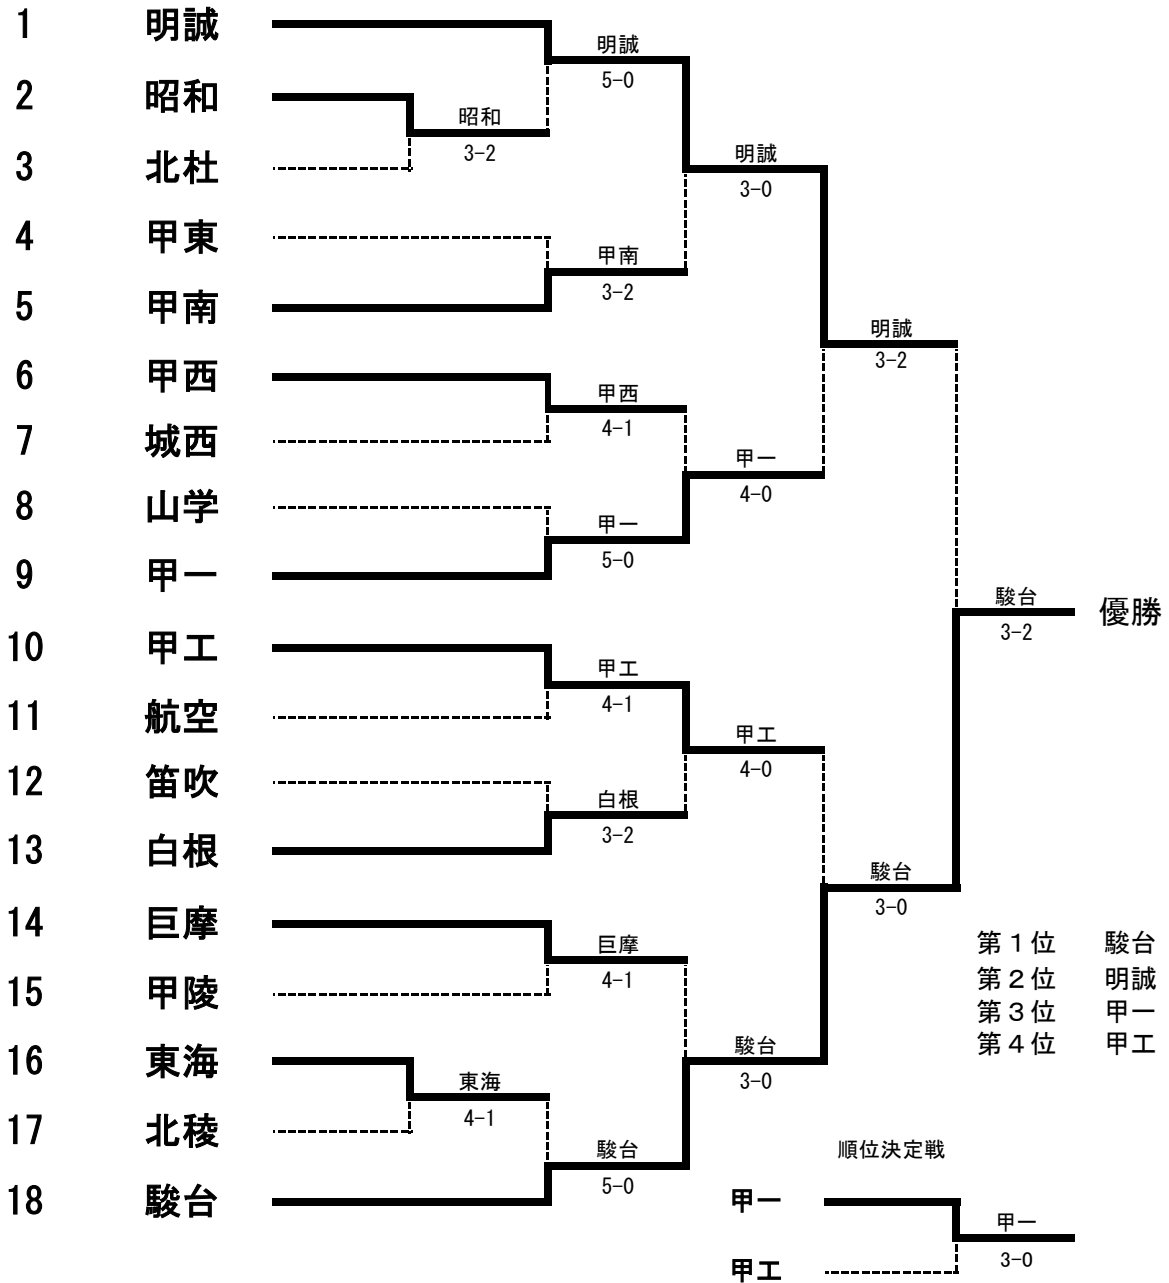 1 明誠
明誠
5-0
2 昭和
昭和
3-2
3 北杜
明誠
3-0
4 甲東
甲南
3-2
5 甲南
明誠
3-2
6 甲西
甲西
4-1
7 城西
甲一
4-0
8 山学
甲一
5-0
9 甲一
駿台
3-2
優勝
10 甲工
甲工
4-1
11 航空
甲工
4-0
12 笛吹
白根
3-2
13 白根
駿台
3-0
14 巨摩
巨摩
4-1
15 甲陵
第1位 駿台
第2位 明誠
第3位 甲一
第4位 甲工
16 東海
駿台
3-0
東海
4-1
17 北稜
駿台
5-0
18 駿台
順位決定戦
甲一
甲一
3-0
甲工